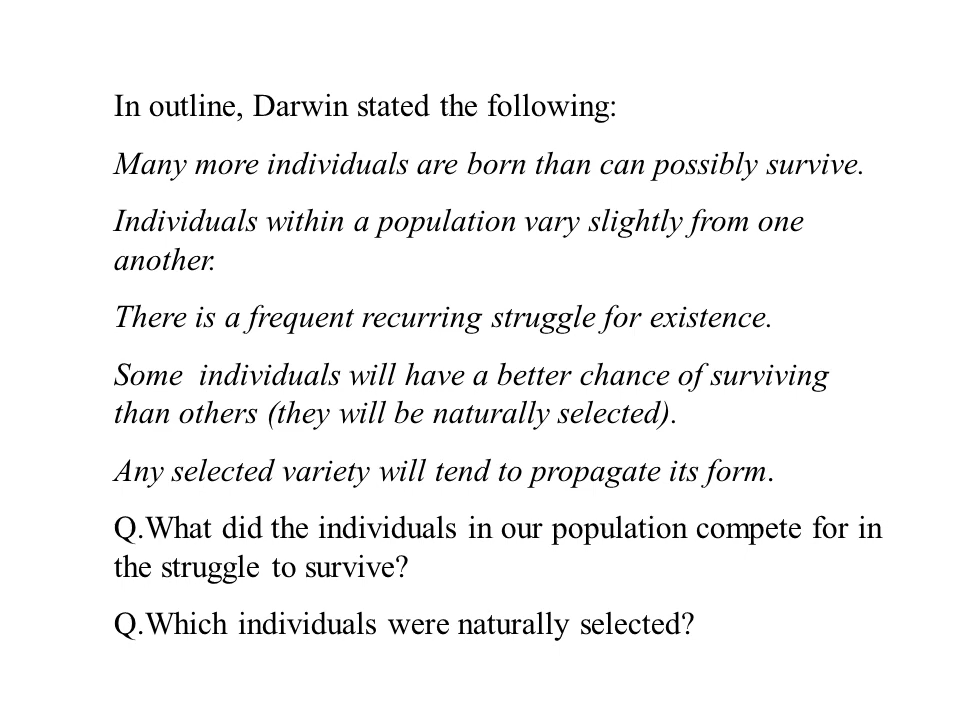 In outline, Darwin stated the following:
Many more individuals are born than can possibly survive.
Individuals within a population vary slightly from one
another.
There is a frequent recurring struggle for existence.
Some  individuals will have a better chance of surviving
than others (they will be naturally selected).
Any selected variety will tend to propagate its form.
Q.What did the individuals in our population compete for in
the struggle to survive?
Q.Which individuals were naturally selected?